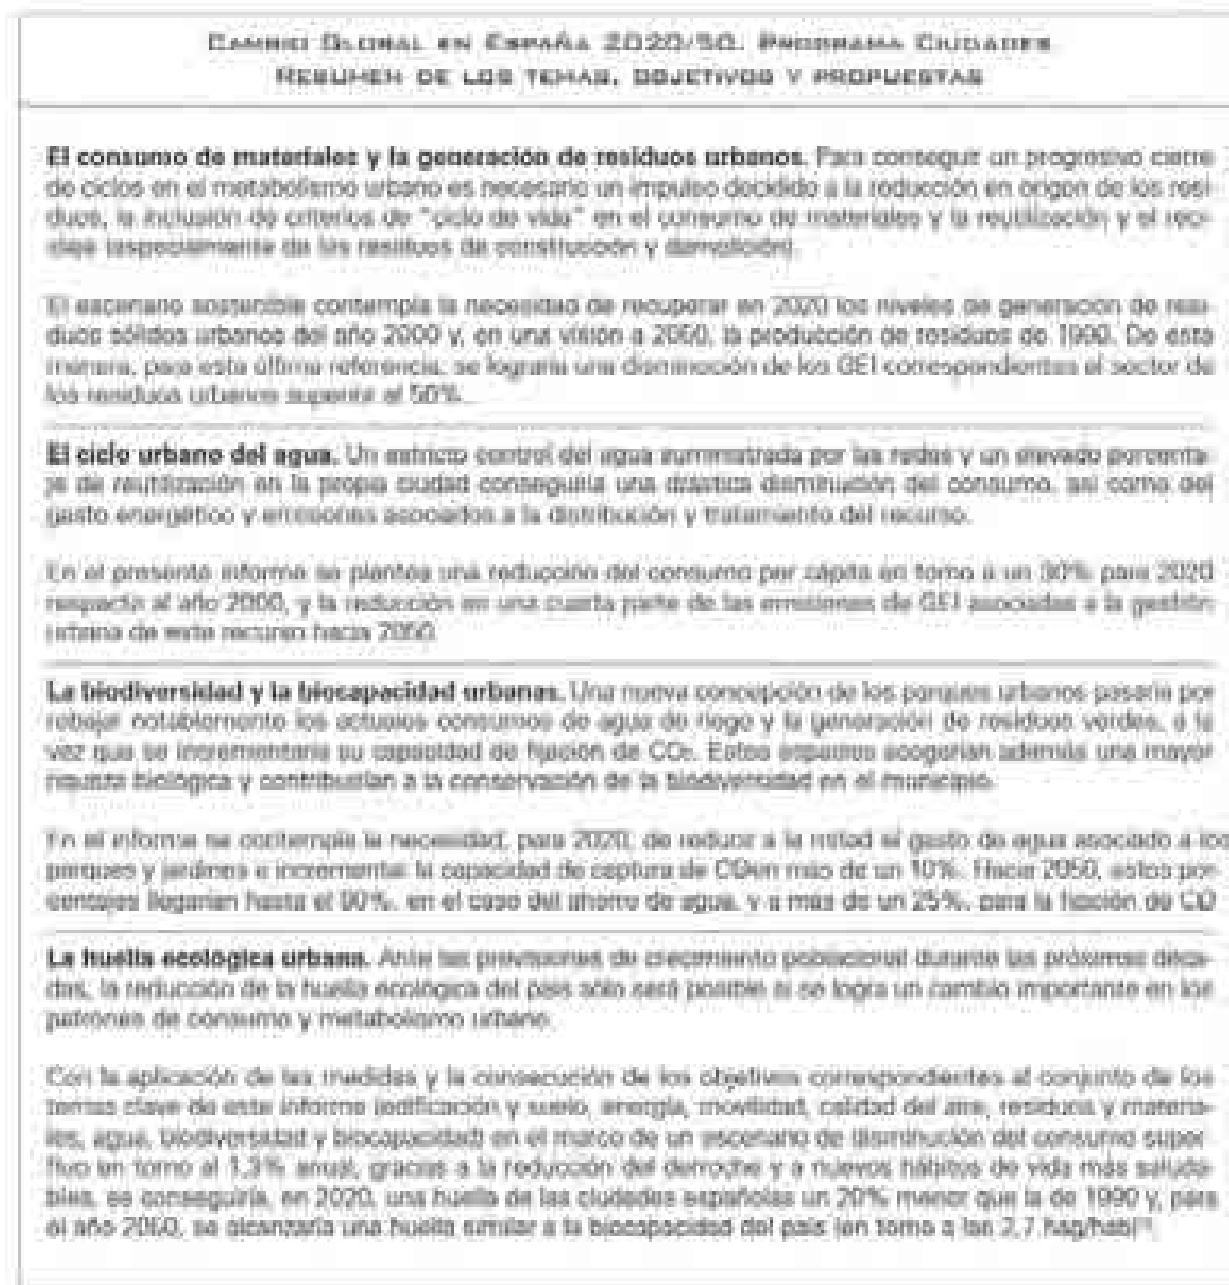 CAMBIO GLOBAL EN ESPAÑA 2020/50. PROGRAMA CIUDADES
RESUMEN DE LOS TEMAS, OBJETIVOS Y PROPUESTAS
El consumo de materiales y la generación de residuos urbanos. Para conseguir un progresivo cierre
de ciclos en el metabolismo urbano es necesario un impulso decidido a la reducción en origen de los resi-
duos, la inclusión de criterios de "ciclo de vida" en el consumo de materiales y la reutilización y el reci-
claje (especialmente de los residuos de construcción y demolición).
El escenario sostenible contempla la necesidad de recuperar en 2020 los niveles de generación de resi-
duos sólidos urbanos del año 2000 y, en una visión a 2050, la producción de residuos de 1990. De esta
manera, para esta última referencia, se lograría una disminución de los GEI correspondientes al sector de
los residuos urbanos superior al 50%.
El ciclo urbano del agua. Un estricto control del agua suministrada por las redes y un elevado porcenta-
je de reutilización en la propia ciudad conseguiría una drástica disminución del consumo, así como del
gasto energético y emisiones asociados a la distribución y tratamiento del recurso.
En el presente informe se plantea una reducción del consumo per cápita en torno a un 30% para 2020
respecto al año 2000, y la reducción en una cuarta parte de las emisiones de GEI asociadas a la gestión
urbana de este recurso hacia 2050.
La biodiversidad y la biocapacidad urbanas. Una nueva concepción de los parques urbanos pasaría por
rebajar notablemente los actuales consumos de agua de riego y la generación de residuos verdes, a la
vez que se incrementaría su capacidad de fijación de CO₂. Estos espacios acogerían además una mayor
riqueza biológica y contribuirían a la conservación de la biodiversidad en el municipio.
En el informe se contempla la necesidad, para 2020, de reducir a la mitad el gasto de agua asociado a los
parques y jardines e incrementar la capacidad de captura de CO₂en más de un 10%. Hacia 2050, estos por-
centajes llegarían hasta el 90%, en el caso del ahorro de agua, y a más de un 25%, para la fijación de CO
La huella ecológica urbana. Ante las previsiones de crecimiento poblacional durante las próximas déca-
das, la reducción de la huella ecológica del país sólo será posible si se logra un cambio importante en los
patrones de consumo y metabolismo urbano.
Con la aplicación de las medidas y la consecución de los objetivos correspondientes al conjunto de los
temas clave de este informe (edificación y suelo, energía, movilidad, calidad del aire, residuos y materia-
les, agua, biodiversidad y biocapacidad) en el marco de un escenario de disminución del consumo super-
fluo en torno al 1,3% anual, gracias a la reducción del derroche y a nuevos hábitos de vida más saluda-
bles, se conseguiría, en 2020, una huella de las ciudades españolas un 20% menor que la de 1990 y, para
el año 2050, se alcanzaría una huella similar a la biocapacidad del país (en torno a las 2,7 hag/hab)